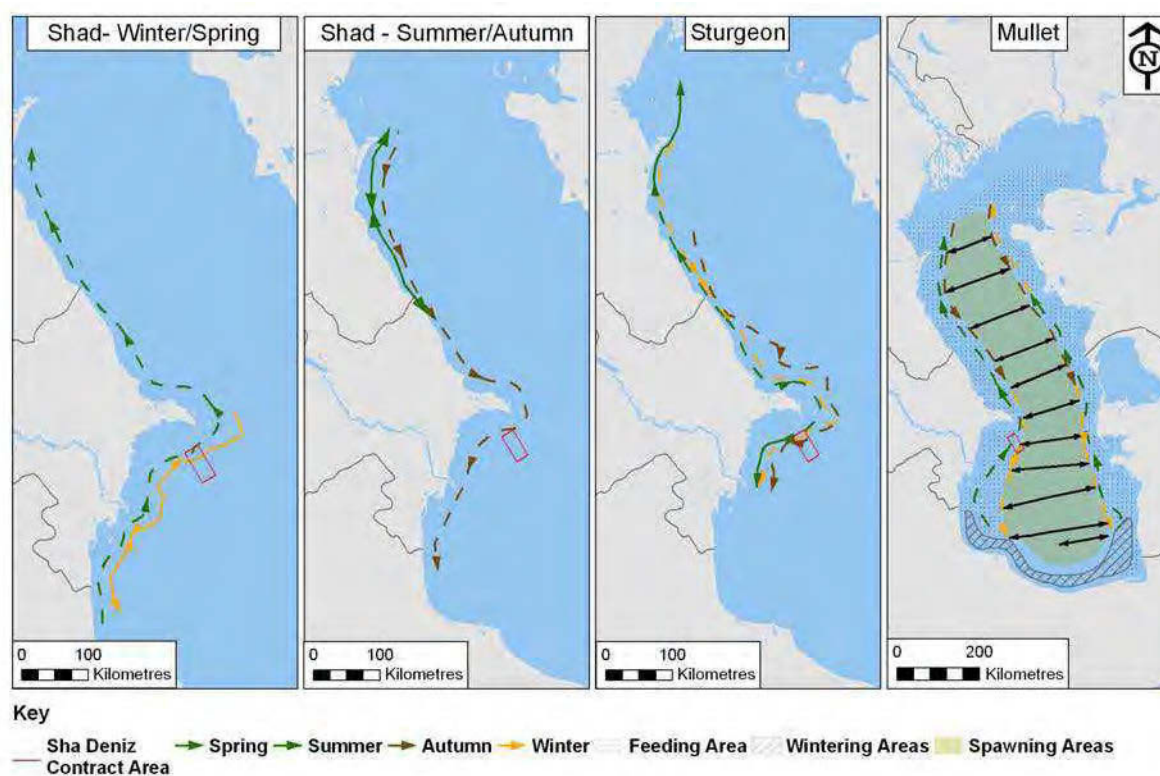 Shad- Winter/Spring
Shad - Summer/Autumn
Sturgeon
Mullet
N
0 100
Kilometres
0 100
Kilometres
0 100
Kilometres
0 200
Kilometres
Key
Sha Deniz Contract Area
Spring
Summer
Autumn
Winter
Feeding Area
Wintering Areas
Spawning Areas